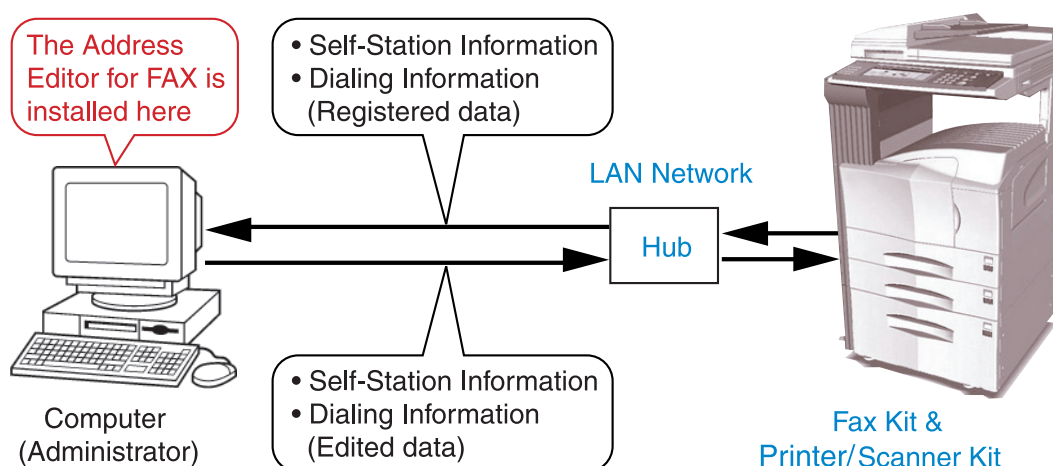 The Address
Editor for FAX is
installed here
• Self-Station Information
• Dialing Information
(Registered data)
LAN Network
Hub
• Self-Station Information
• Dialing Information
(Edited data)
Computer
(Administrator)
Fax Kit &
Printer/Scanner Kit